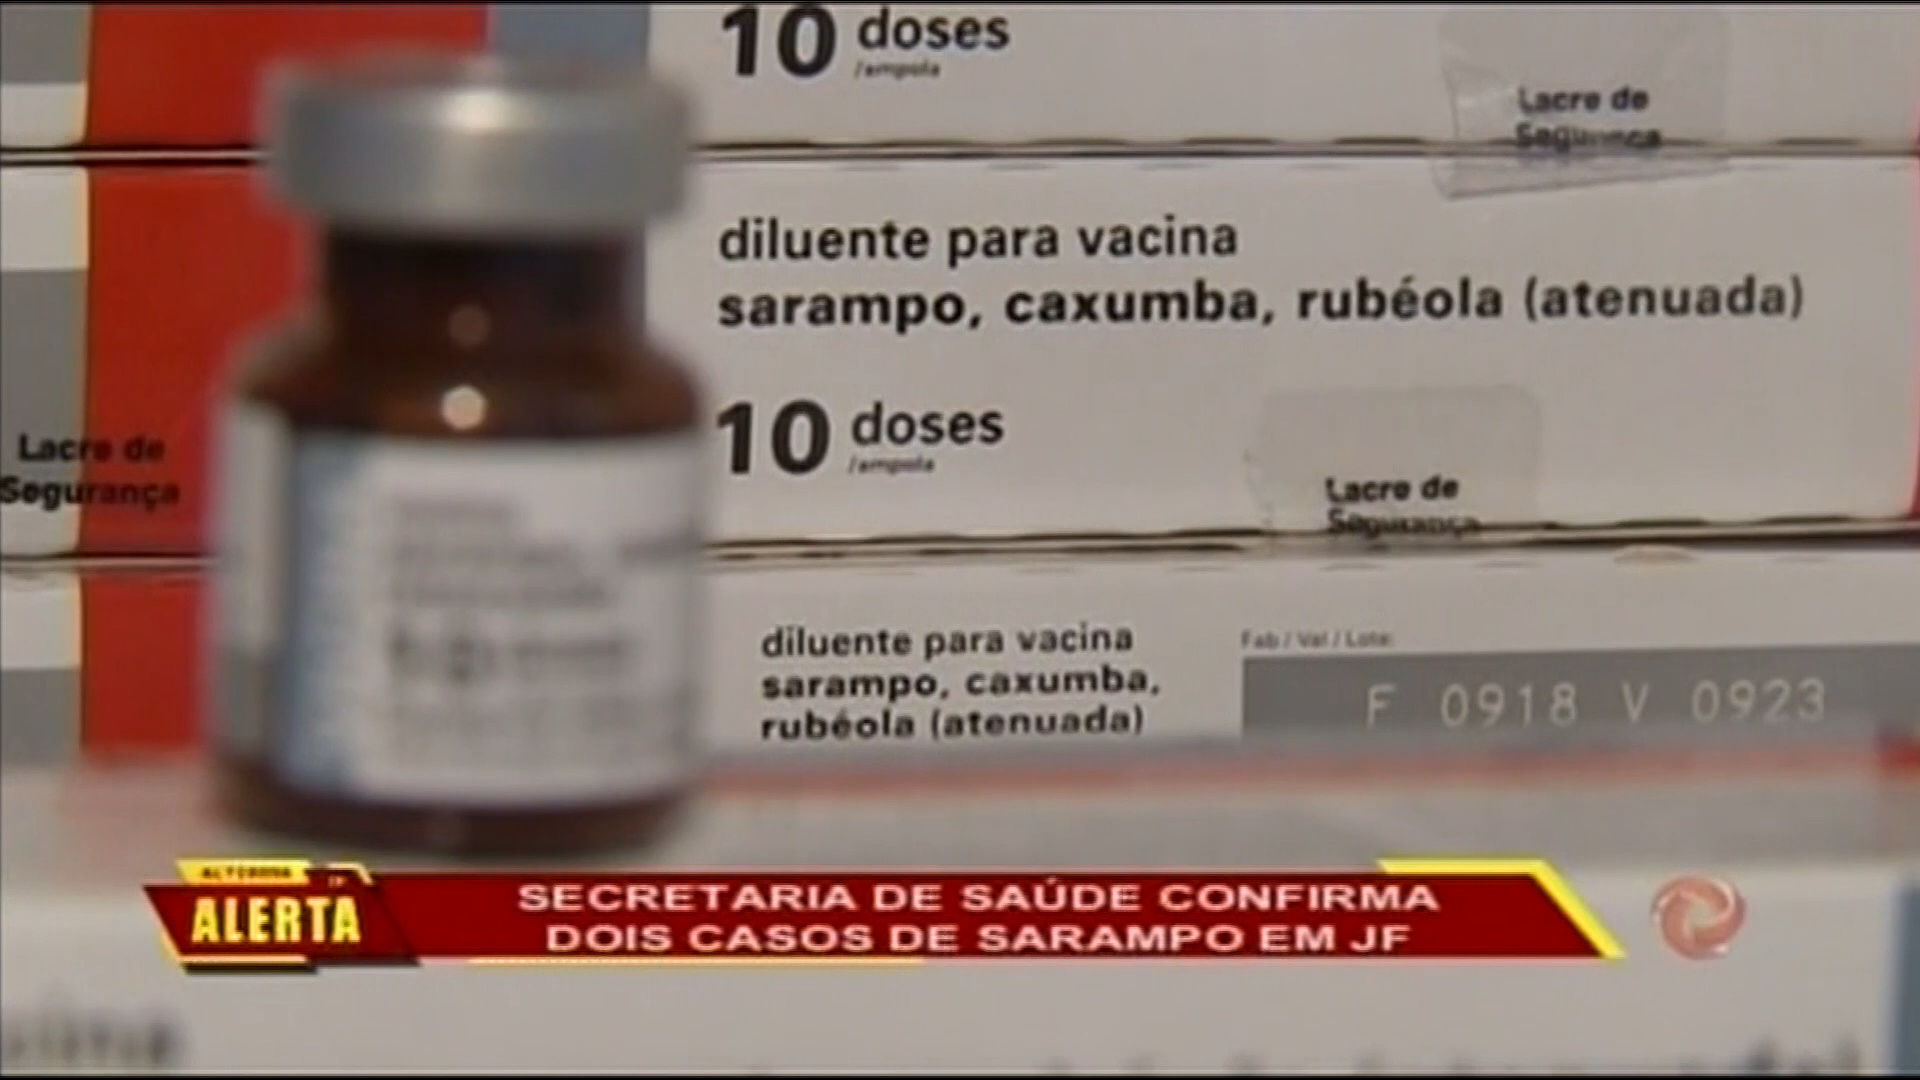 10 doses
/ampola
Lacre de
Segurança
diluente para vacina
sarampo, caxumba, rubéola (atenuada)
10 doses
/ampola
Lacre de
Segurança
Lacre de
Segurança
diluente para vacina
sarampo, caxumba,
rubéola (atenuada)
Fab / Val / Lote:
F 0918 V 0923
ALTEROSA
ALERTA
SECRETARIA DE SAÚDE CONFIRMA
DOIS CASOS DE SARAMPO EM JF